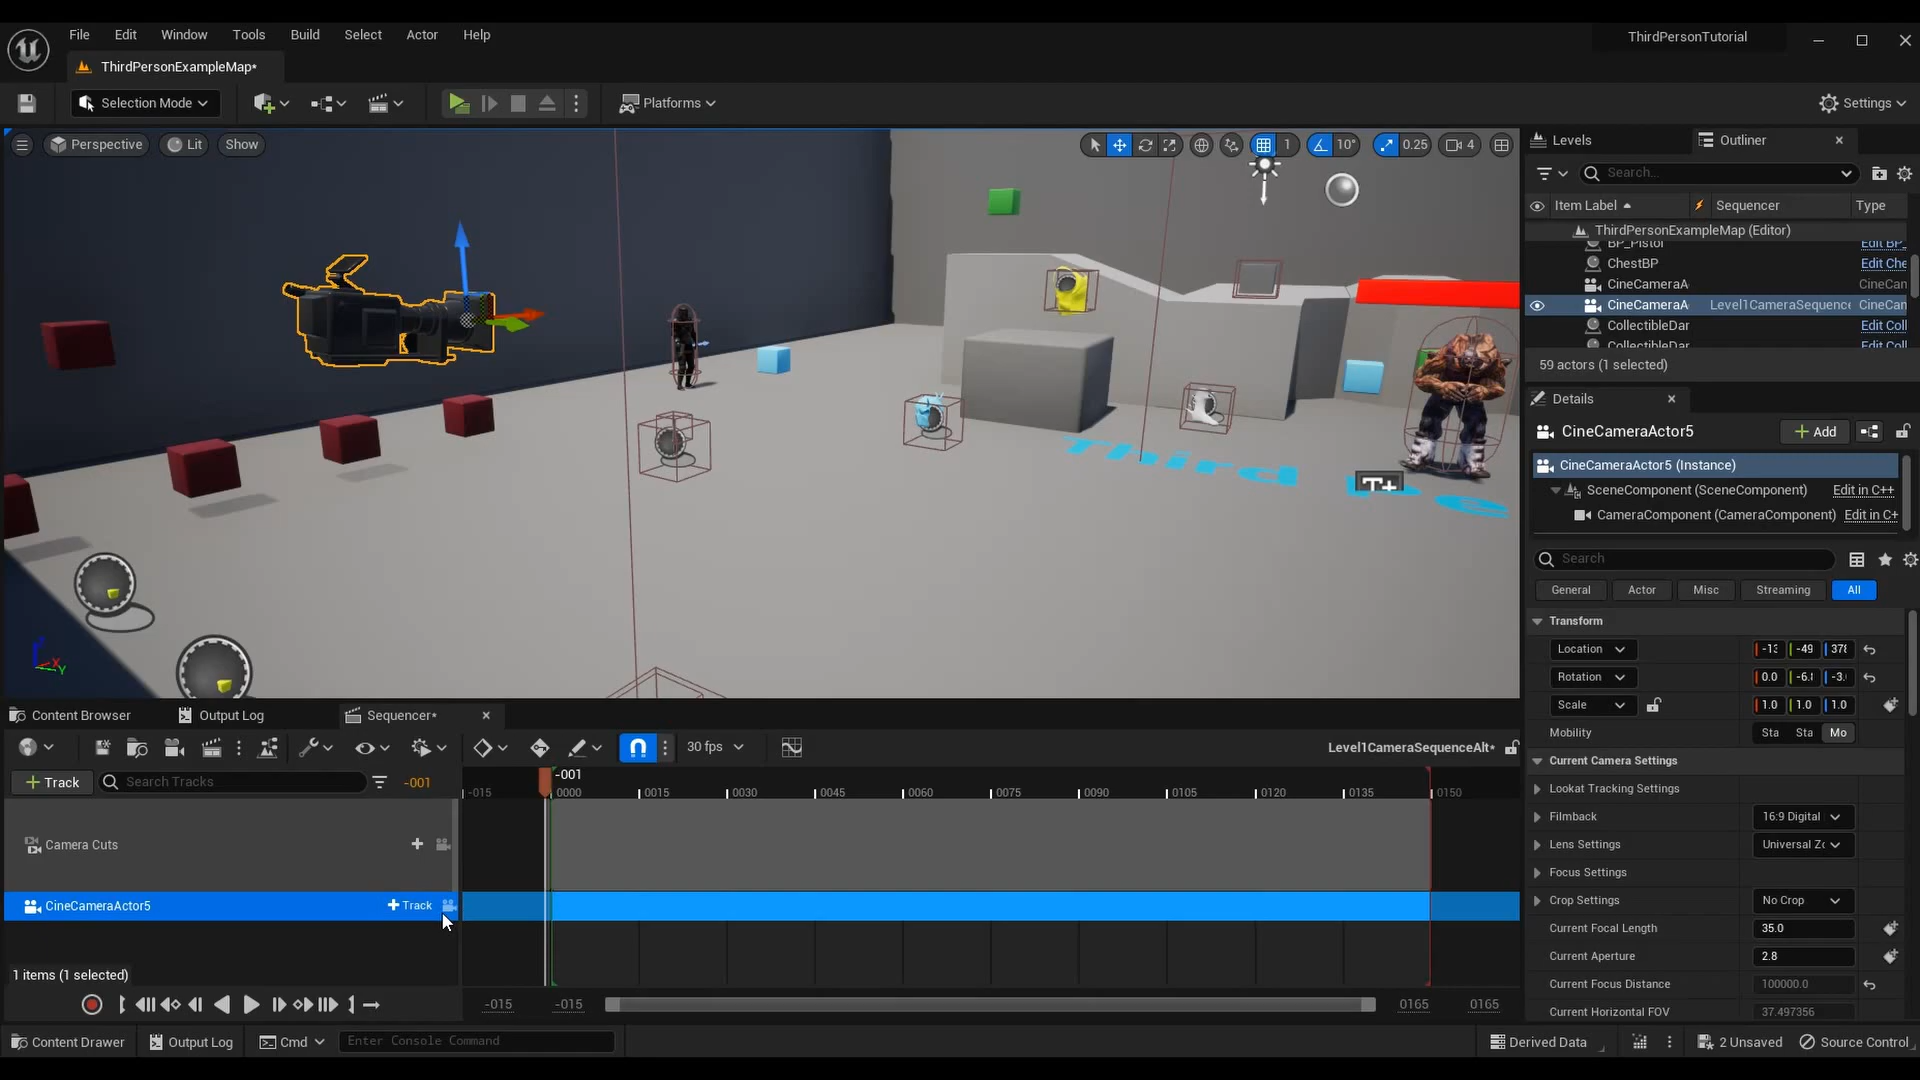 File Edit Window Tools Build Select Actor Help
ThirdPersonTutorial
ThirdPersonExampleMap*
Selection Mode
Platforms
Settings
Perspective Lit Show
1 10° 0.25 4
Third
T+
Levels Outliner
Search...
Item Label Sequencer Type
ThirdPersonExampleMap (Editor)
BP_Pistol Edit BP_
ChestBP Edit Che
CineCameraA CineCan
CineCameraA Level1CameraSequence CineCan
CollectibleDar Edit Coll
CollectibleDar Edit Coll
59 actors (1 selected)
Details
CineCameraActor5 Add
CineCameraActor5 (Instance)
SceneComponent (SceneComponent) Edit in C++
CameraComponent (CameraComponent) Edit in C+
Search
General Actor Misc Streaming All
Transform
Location -13 -49 378
Rotation 0.0 -6.8 -3.
Scale 1.0 1.0 1.0
Mobility Sta Sta Mo
Current Camera Settings
Lookat Tracking Settings
Filmback 16:9 Digital
Lens Settings Universal Zo
Focus Settings
Crop Settings No Crop
Current Focal Length 35.0
Current Aperture 2.8
Current Focus Distance 100000.0
Current Horizontal FOV 37.497356
Content Browser Output Log Sequencer*
30 fps
Level1CameraSequenceAlt*
+ Track Search Tracks -001
-001
-015 0000 0015 0030 0045 0060 0075 0090 0105 0120 0135 0150
Camera Cuts
CineCameraActor5 + Track
1 items (1 selected)
-015 -015 0165 0165
Content Drawer Output Log Cmd Enter Console Command
Derived Data 2 Unsaved Source Control